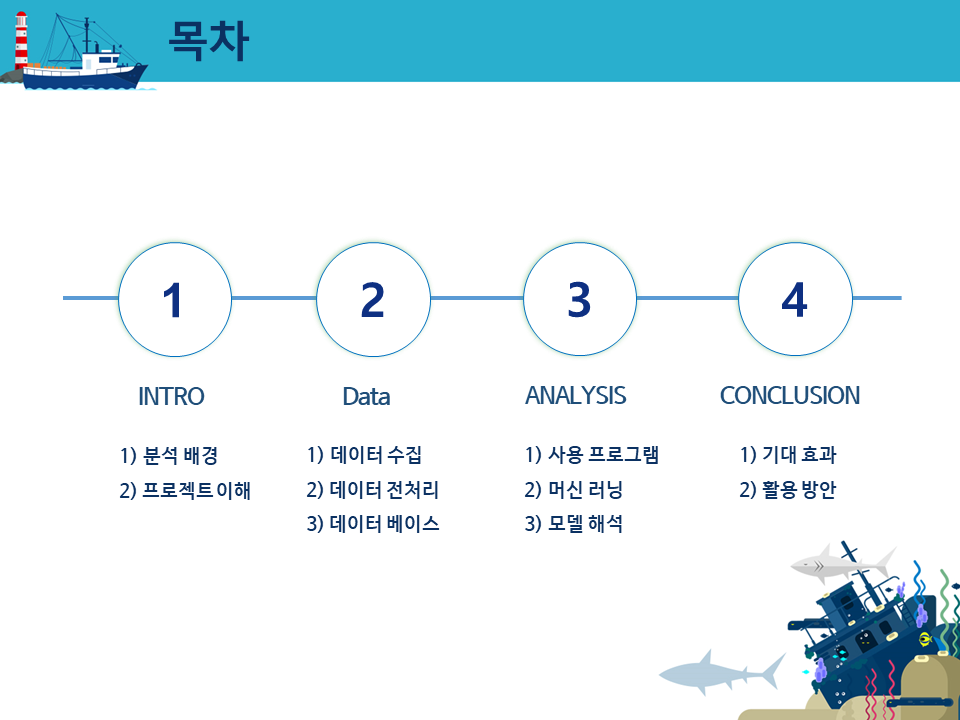 목차
1
2
3
4
INTRO
Data
ANALYSIS
CONCLUSION
1) 분석 배경
2) 프로젝트 이해
1) 데이터 수집
2) 데이터 전처리
3) 데이터 베이스
1) 사용 프로그램
2) 머신 러닝
3) 모델 해석
1) 기대 효과
2) 활용 방안